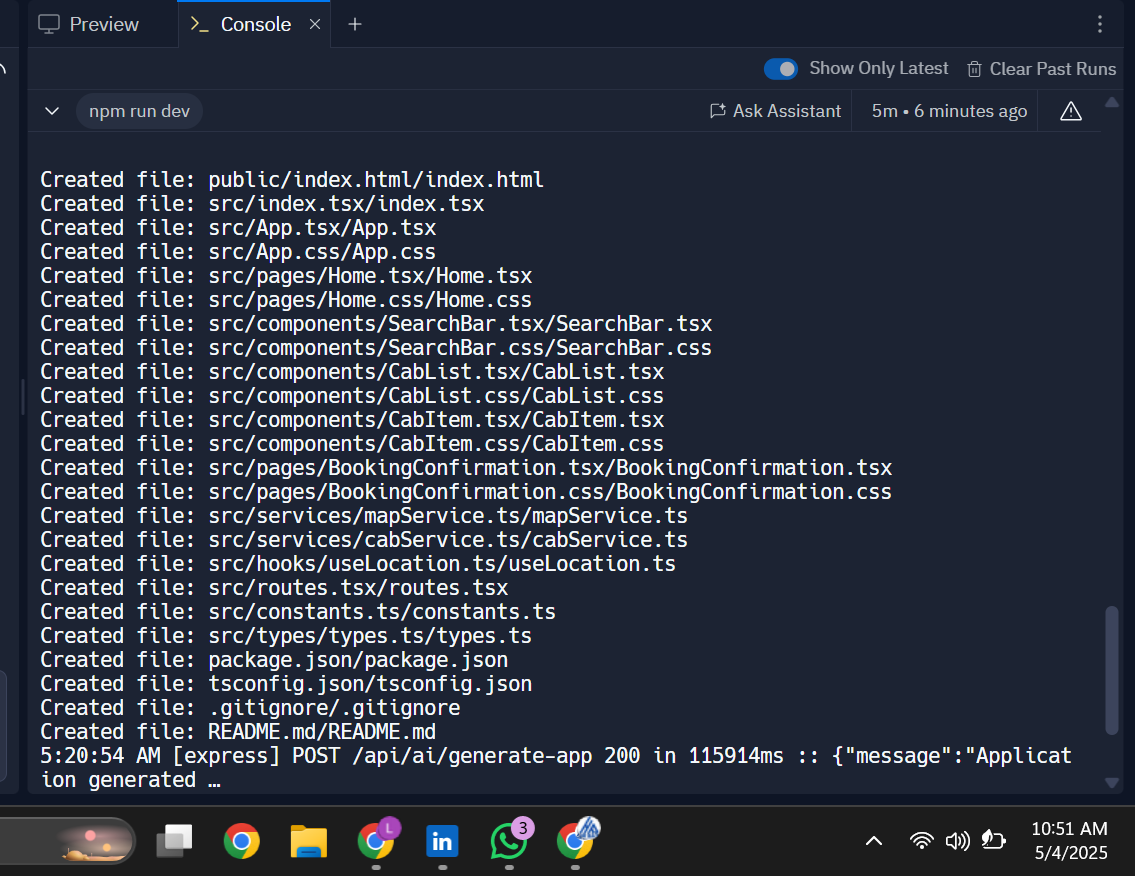 Preview
Console
Show Only Latest
Clear Past Runs
npm run dev
Ask Assistant
5m • 6 minutes ago
Created file: public/index.html/index.html
Created file: src/index.tsx/index.tsx
Created file: src/App.tsx/App.tsx
Created file: src/App.css/App.css
Created file: src/pages/Home.tsx/Home.tsx
Created file: src/pages/Home.css/Home.css
Created file: src/components/SearchBar.tsx/SearchBar.tsx
Created file: src/components/SearchBar.css/SearchBar.css
Created file: src/components/CabList.tsx/CabList.tsx
Created file: src/components/CabList.css/CabList.css
Created file: src/components/CabItem.tsx/CabItem.tsx
Created file: src/components/CabItem.css/CabItem.css
Created file: src/pages/BookingConfirmation.tsx/BookingConfirmation.tsx
Created file: src/pages/BookingConfirmation.css/BookingConfirmation.css
Created file: src/services/mapService.ts/mapService.ts
Created file: src/services/cabService.ts/cabService.ts
Created file: src/hooks/useLocation.ts/useLocation.ts
Created file: src/routes.tsx/routes.tsx
Created file: src/constants.ts/constants.ts
Created file: src/types/types.ts/types.ts
Created file: package.json/package.json
Created file: tsconfig.json/tsconfig.json
Created file: .gitignore/.gitignore
Created file: README.md/README.md
5:20:54 AM [express] POST /api/ai/generate-app 200 in 115914ms :: {"message":"Applicat
ion generated …
L
in
3
10:51 AM
5/4/2025